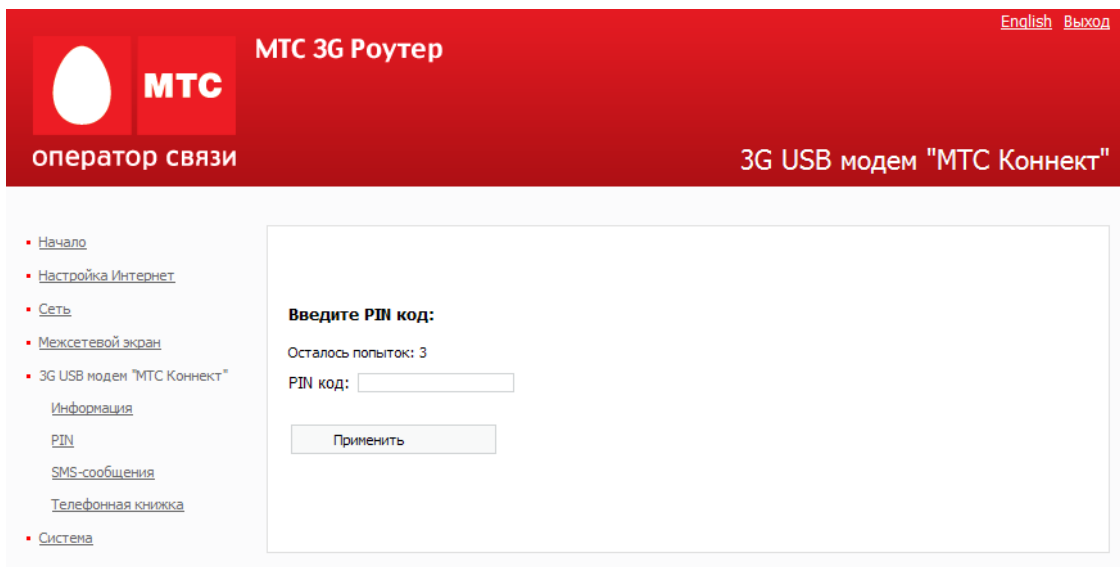 English Выход
МТС 3G Роутер
МТС
оператор связи
3G USB модем "МТС Коннект"
Начало
Настройка Интернет
Сеть
Межсетевой экран
3G USB модем "МТС Коннект"
Информация
PIN
SMS-сообщения
Телефонная книжка
Система
Введите PIN код:
Осталось попыток: 3
PIN код:
Применить